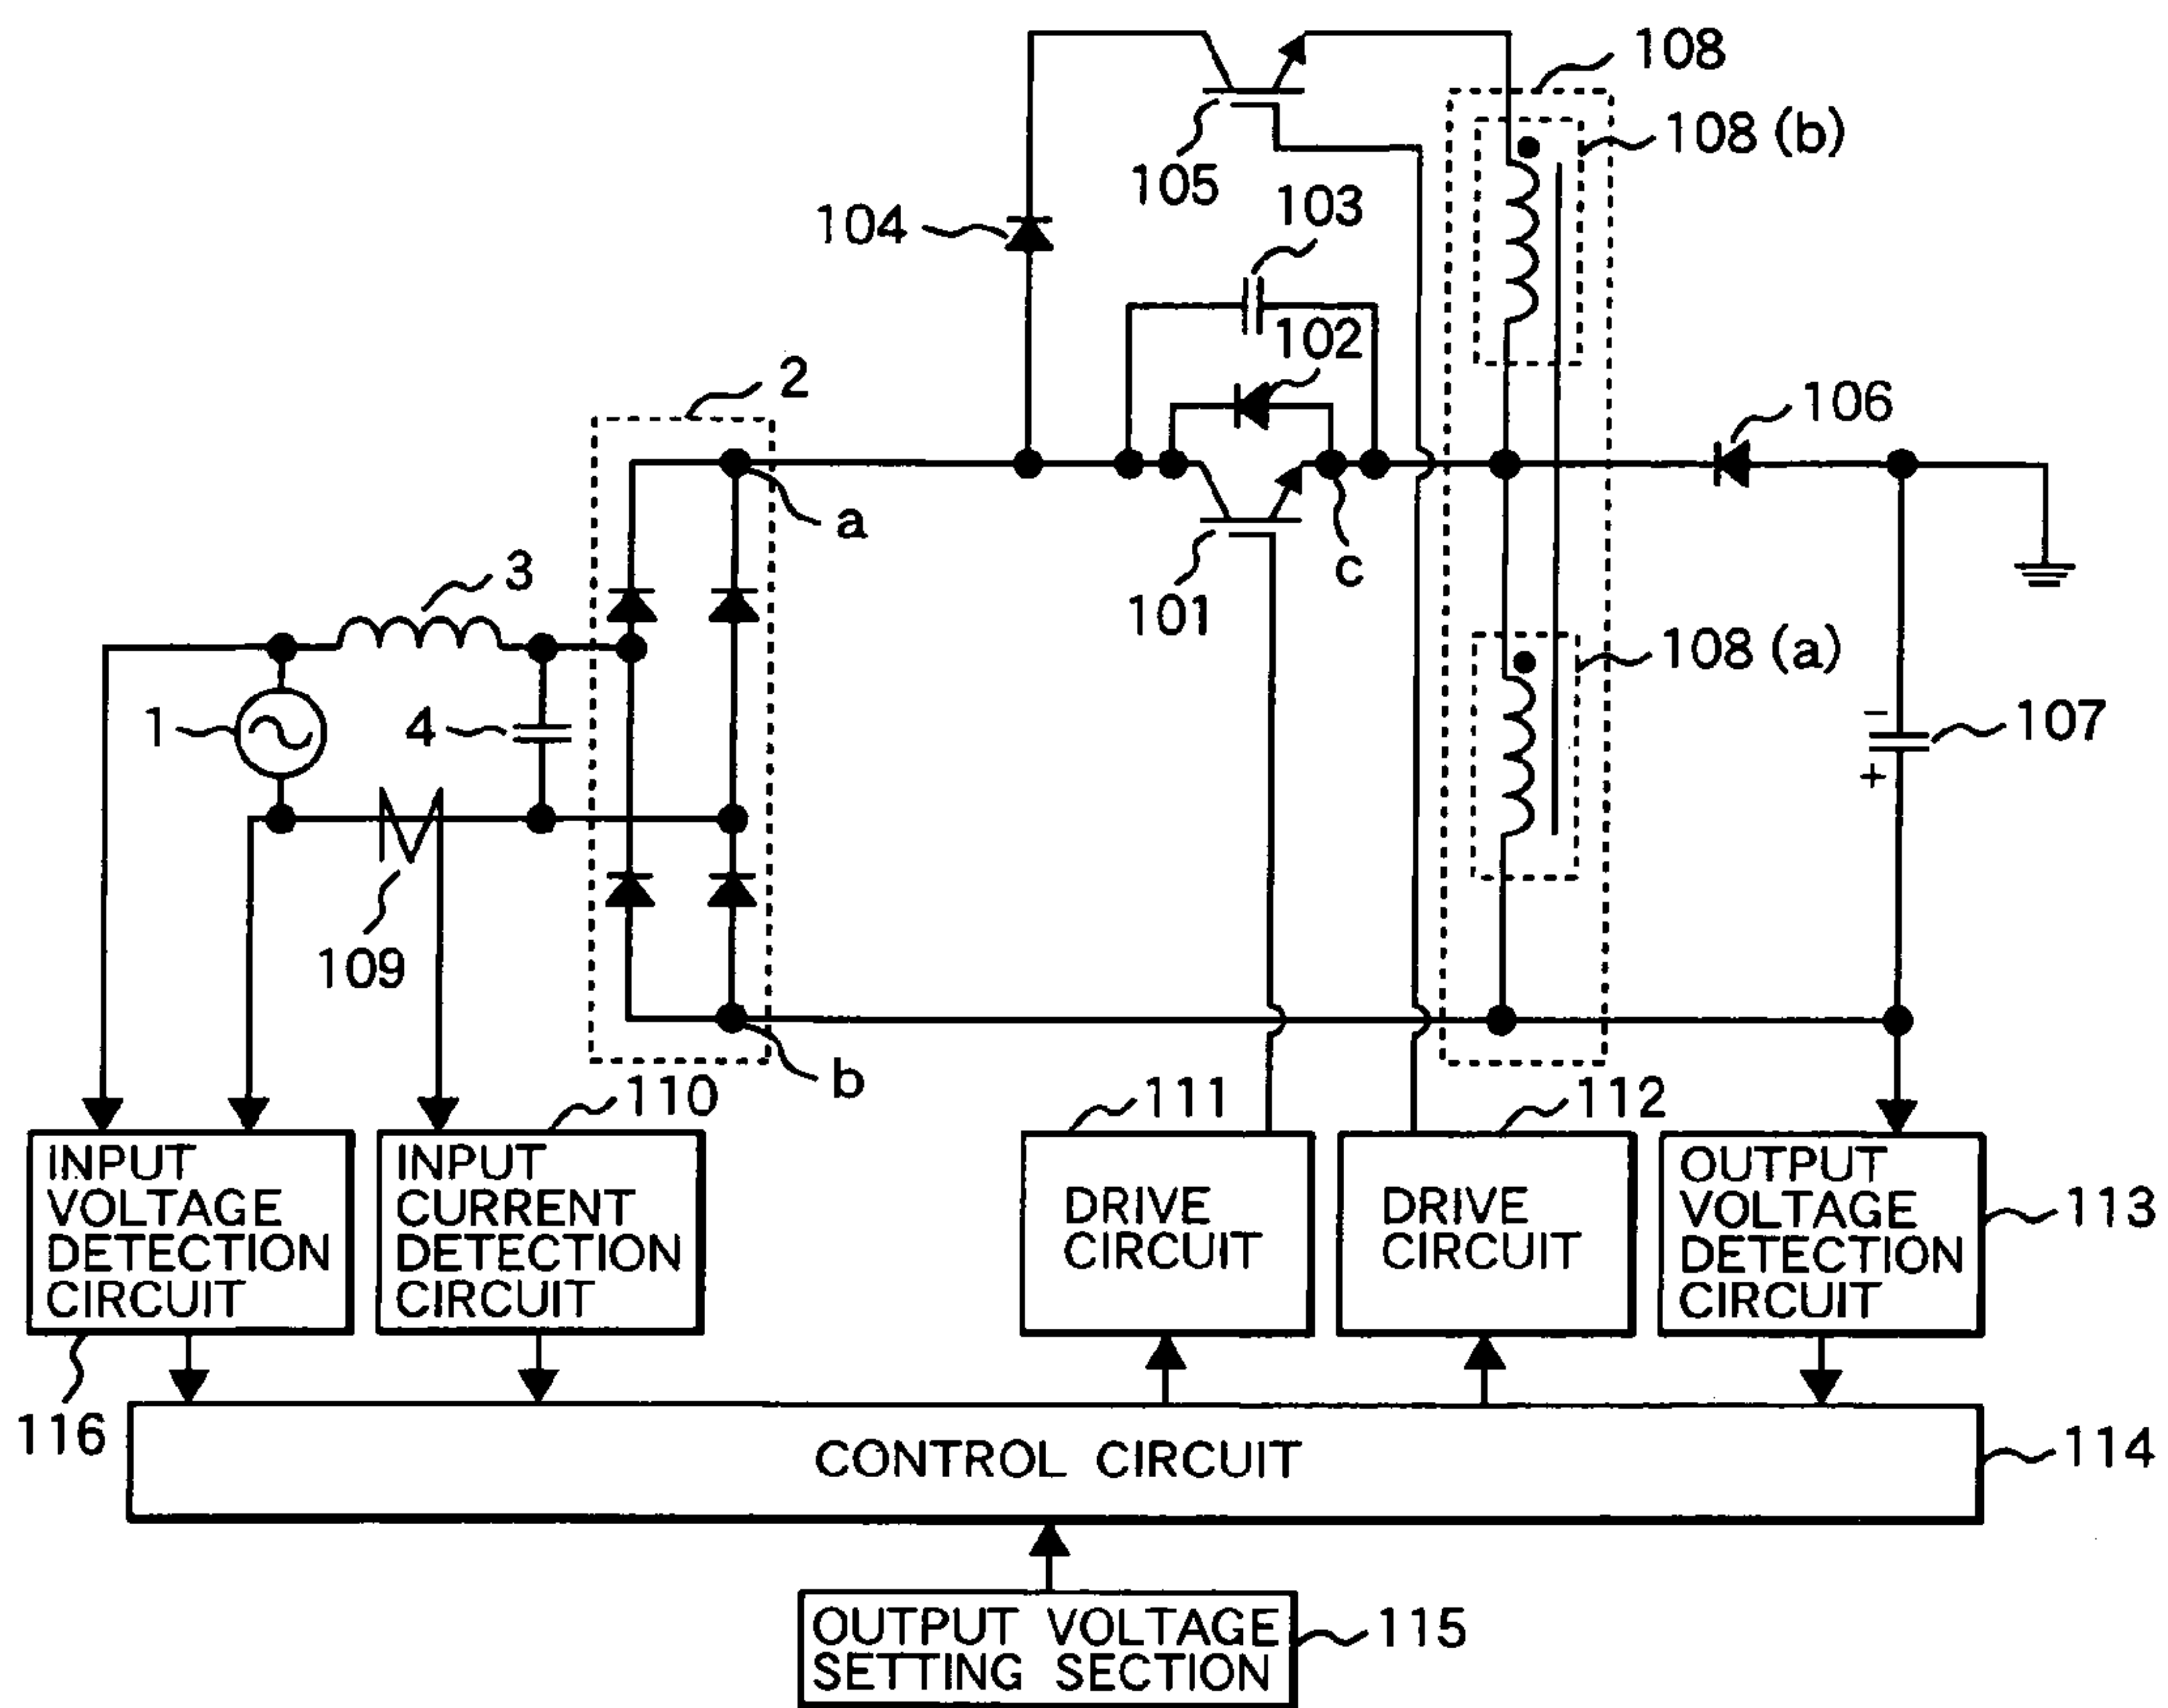 108
108 (b)
105
103
104
102
2
106
a
3
c
101
108 (a)
1
4
−
107
+
109
b
110
111
112
INPUT
VOLTAGE
DETECTION
CIRCUIT
INPUT
CURRENT
DETECTION
CIRCUIT
DRIVE
CIRCUIT
DRIVE
CIRCUIT
OUTPUT
VOLTAGE
DETECTION
CIRCUIT
113
116
CONTROL CIRCUIT
114
OUTPUT VOLTAGE
SETTING SECTION
115